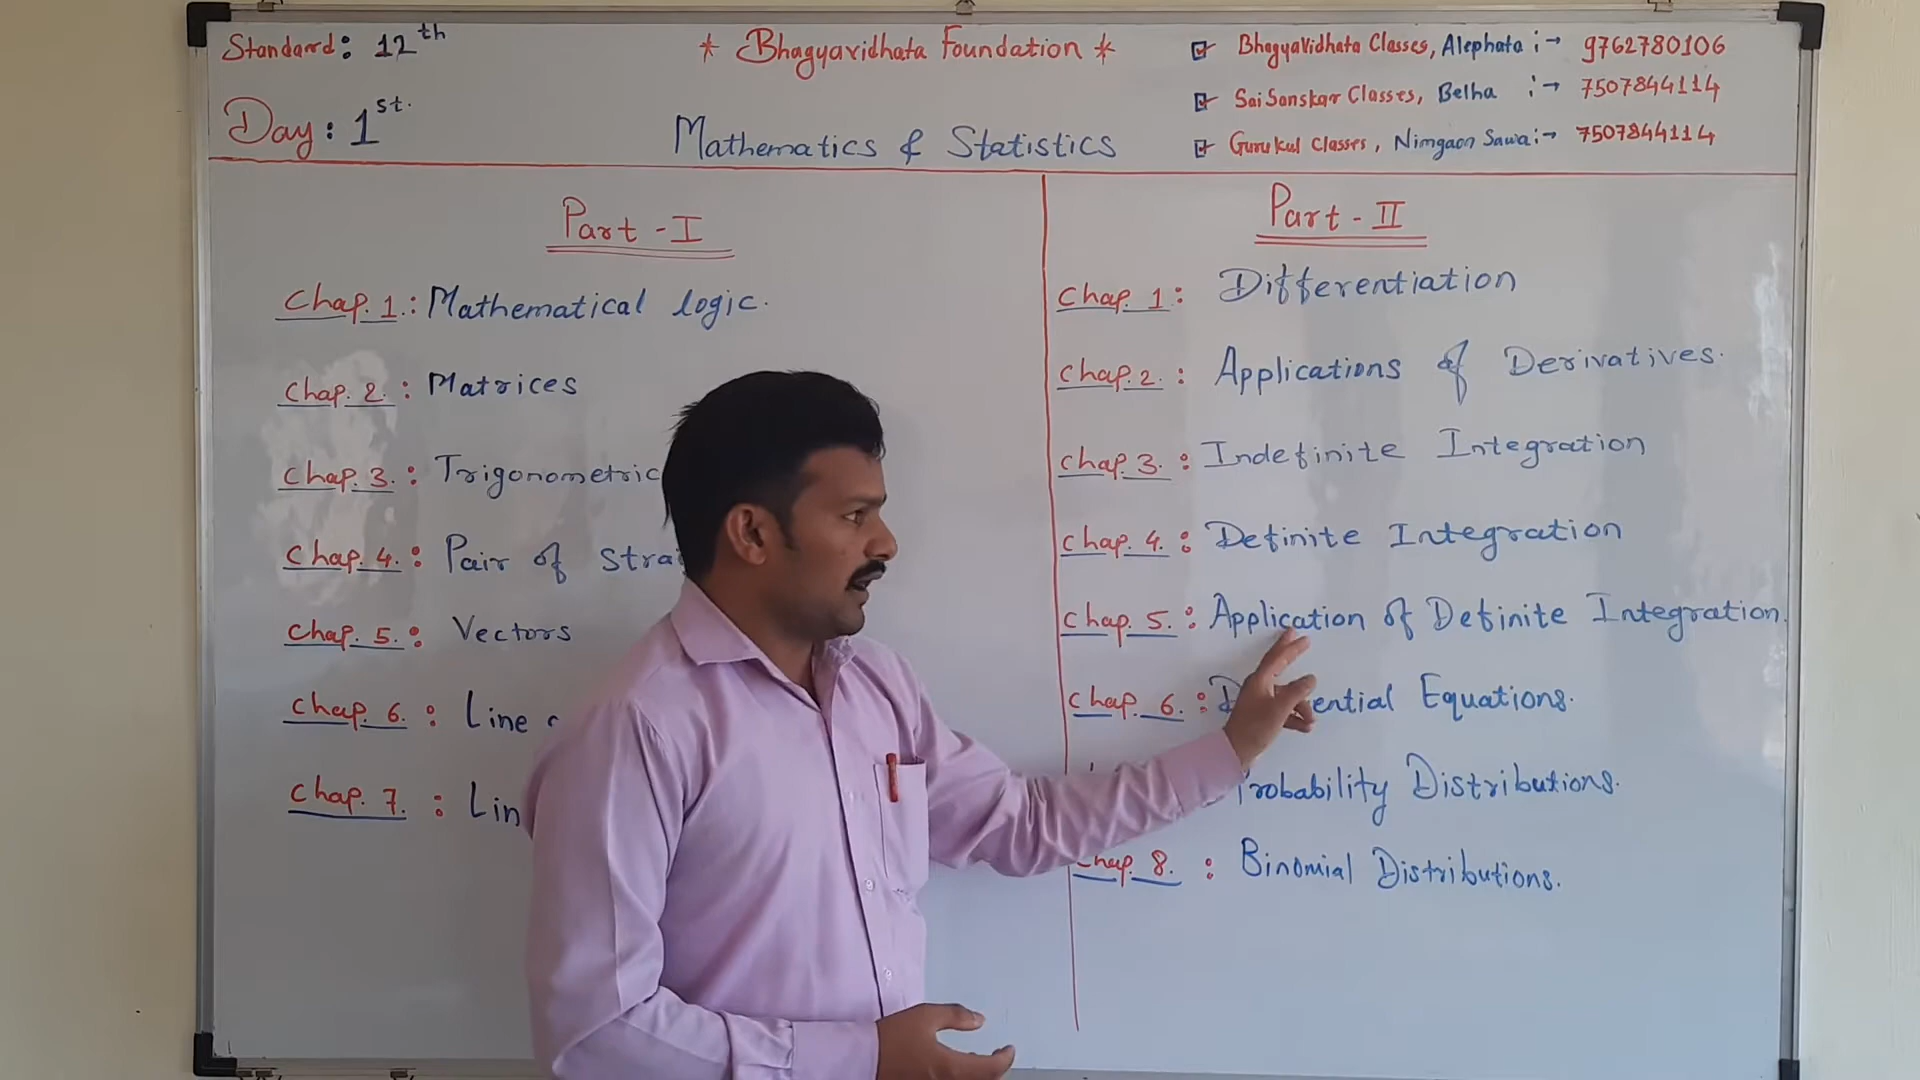 Standard: 12th
* Bhagyavidhata Foundation *
Bhagyavidhata Classes, Alephata :→ 9762780106
Day: 1st.
Mathematics & Statistics
Sai Sanskar Classes, Belha :→ 7507844114
Gurukul Classes, Nimgaon Sawa:→ 7507844114
Part - I
Chap. 1.: Mathematical logic.
Chap. 2. : Matrices
Chap. 3. : Trigonometric
Chap. 4. : Pair of
Chap. 5. : Vectors
Chap. 6. : Line
Chap. 7. :
Part - II
Chap. 1 : Differentiation
Chap. 2. : Applications of Derivatives.
Chap. 3. : Indefinite Integration
Chap. 4. : Definite Integration
Chap. 5. : Application of Definite Integration.
Chap. 6. : Equations.
Probability Distributions.
Chap. 8. : Binomial Distributions.